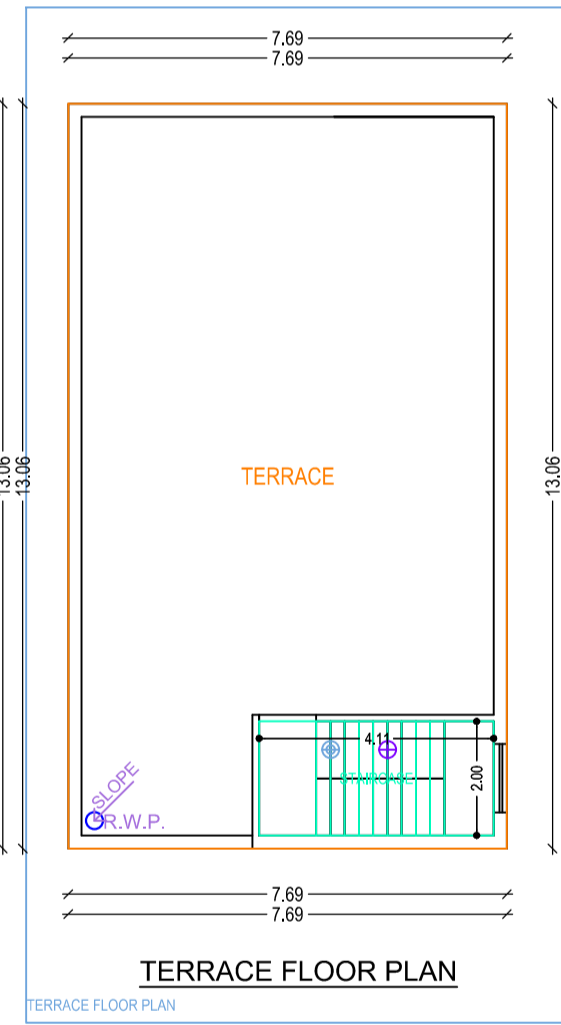 7.69
7.69
13.06
13.06
13.06
TERRACE
4.11
STAIRCASE
2.00
SLOPE
R.W.P.
7.69
7.69
TERRACE FLOOR PLAN
TERRACE FLOOR PLAN